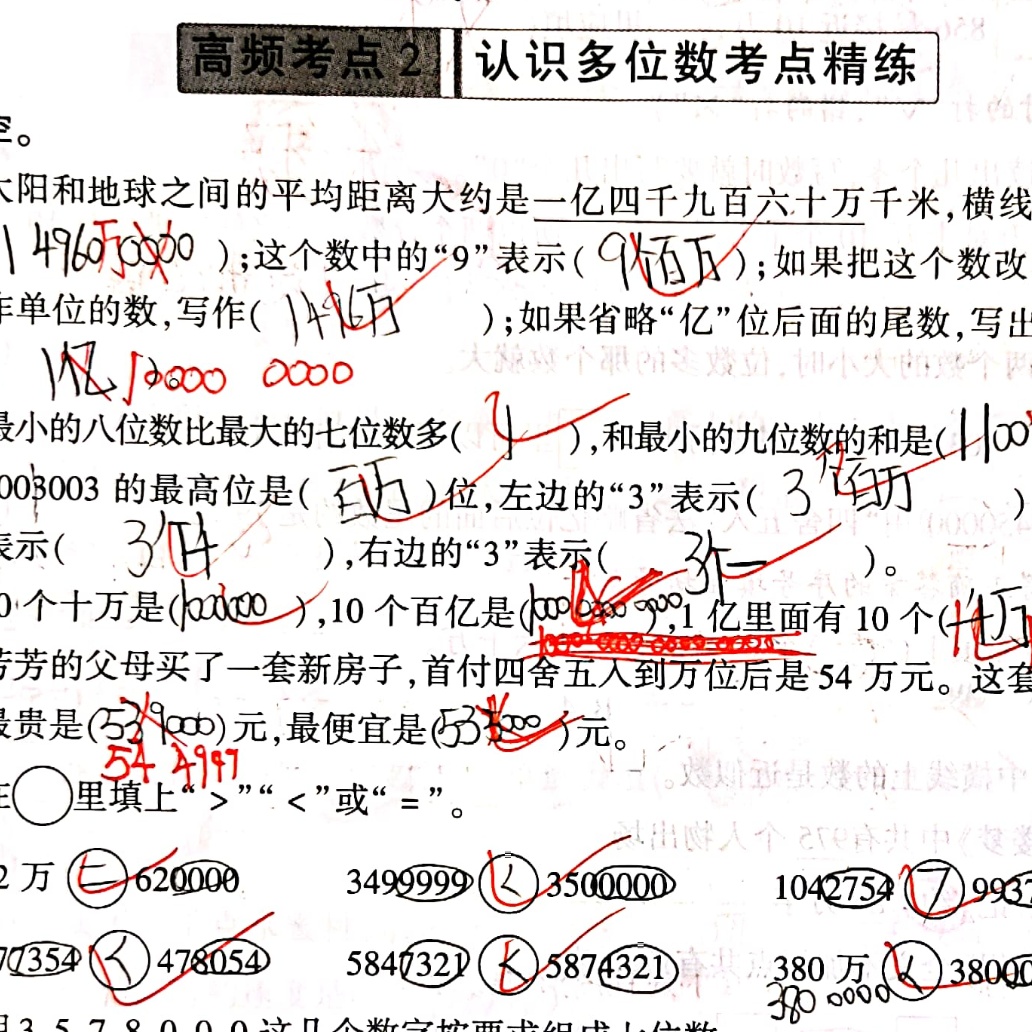 高频考点 2 认识多位数考点精练
空。
太阳和地球之间的平均距离大约是一亿四千九百六十万千米,横线
1 4960万 0000 );这个数中的“9”表示( 9个百万 );如果把这个数改
作单位的数,写作( 1496万 );如果省略“亿”位后面的尾数,写出
1亿 )。 10000 0000
最小的八位数比最大的七位数多( 1 ),和最小的九位数的和是( 1100
003003 的最高位是( 百万 )位,左边的“3”表示( 3个百万 )
表示( 3个千 ),右边的“3”表示( 3个一 )。
0 个十万是( 1000000 ),10 个百亿是( 1000 0000 0000 ),1 亿里面有 10 个( 千万
1000 0000 0000
芳芳的父母买了一套新房子,首付四舍五入到万位后是 54 万元。这套
最贵是( 539000 )元,最便宜是( 535000 )元。
54 4999
在○里填上“>”“<”或“=”。
2 万 = 620000 3499999 < 3500000 1042754 > 9937
77354 < 478054 5847321 < 5874321 380 万 < 38000
380 0000
用 3、5、7、8、0、0、0 这几个数字按要求组成七位数